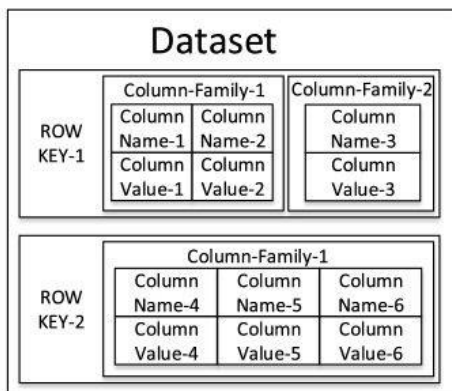 Dataset
Column-Family-1 Column-Family-2
ROW KEY-1
Column Name-1 Column Name-2 Column Name-3
Column Value-1 Column Value-2 Column Value-3
Column-Family-1
ROW KEY-2
Column Name-4 Column Name-5 Column Name-6
Column Value-4 Column Value-5 Column Value-6